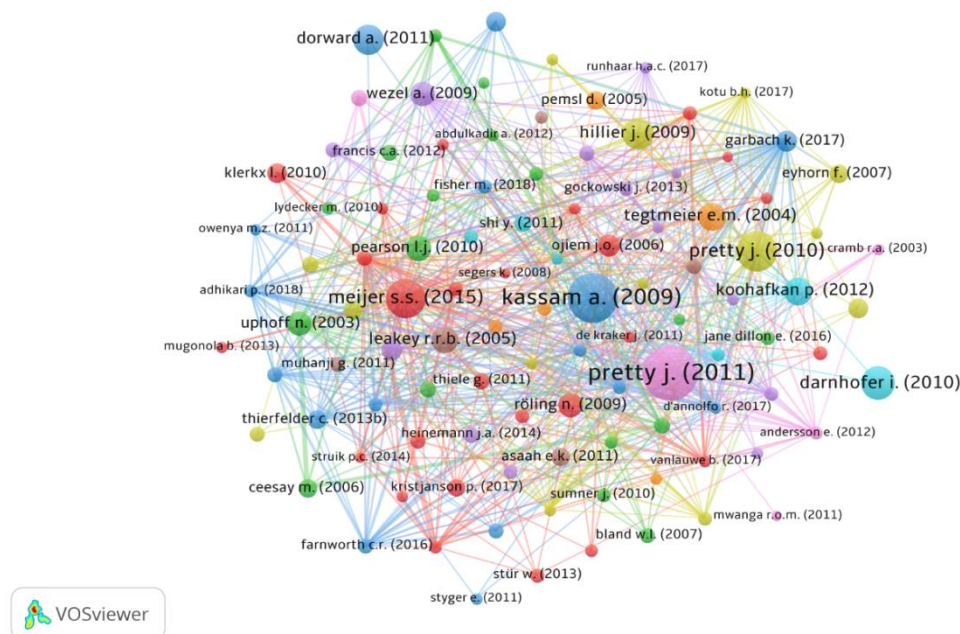 dorward a. (2011)
runhaar h.a.c. (2017)
wezel a. (2009)
pemsl d. (2005)
kotu b.h. (2017)
abdulkadir a. (2012)
hillier j. (2009)
garbach k. (2017)
francis c.a. (2012)
klerkx l. (2010)
fisher m. (2018)
gockowski j. (2013)
eyhorn f. (2007)
lydecker m. (2010)
owenya m.z. (2011)
shi y. (2011)
tegtmeier e.m. (2004)
pearson l.j. (2010)
ojiem j.o. (2006)
pretty j. (2010)
cramb r.a. (2003)
segers k. (2008)
adhikari p. (2018)
meijer s.s. (2015)
kassam a. (2009)
koohafkan p. (2012)
uphoff n. (2003)
mugonola b. (2013)
leakey r.r.b. (2005)
de kraker j. (2011)
jane dillon e. (2016)
muhanji g. (2011)
thiele g. (2011)
pretty j. (2011)
darnhofer i. (2010)
röling n. (2009)
d'annolfo r. (2017)
thierfelder c. (2013b)
heinemann j.a. (2014)
andersson e. (2012)
struik p.c. (2014)
asaah e.k. (2011)
vanlauwe b. (2017)
ceesay m. (2006)
kristjanson p. (2017)
sumner j. (2010)
mwanga r.o.m. (2011)
bland w.l. (2007)
farnworth c.r. (2016)
stür w. (2013)
styger e. (2011)
VOSviewer